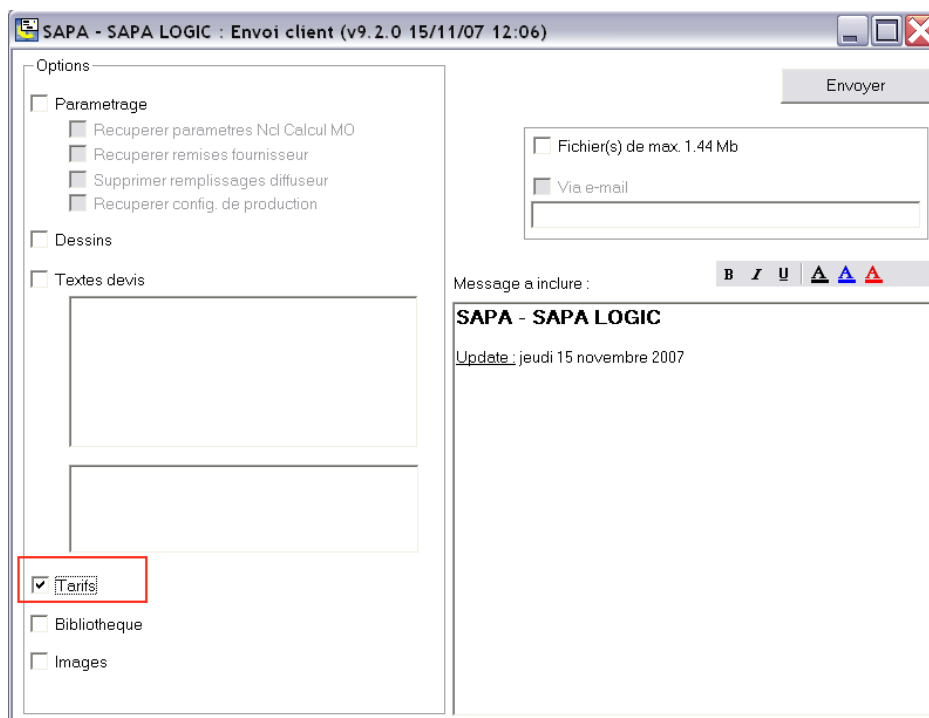 SAPA - SAPA LOGIC : Envoi client (v9.2.0 15/11/07 12:06)
Options
Parametrage
Recuperer parametres Ncl Calcul MO
Recuperer remises fournisseur
Supprimer remplissages diffuseur
Recuperer config. de production
Dessins
Textes devis
Tarifs
Bibliotheque
Images
Envoyer
Fichier(s) de max. 1.44 Mb
Via e-mail
Message a inclure :
B I U A A A
SAPA - SAPA LOGIC
Update : jeudi 15 novembre 2007